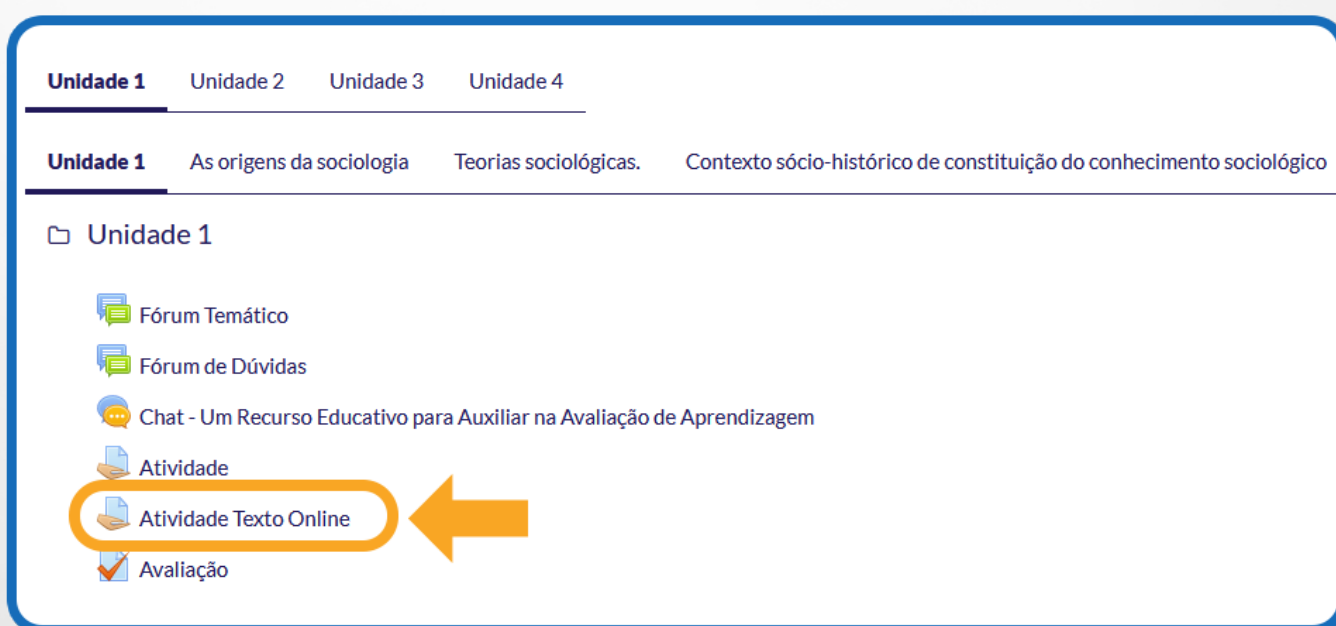 Unidade 1 Unidade 2 Unidade 3 Unidade 4
Unidade 1 As origens da sociologia Teorias sociológicas. Contexto sócio-histórico de constituição do conhecimento sociológico
Unidade 1
Fórum Temático
Fórum de Dúvidas
Chat - Um Recurso Educativo para Auxiliar na Avaliação de Aprendizagem
Atividade
Atividade Texto Online
Avaliação